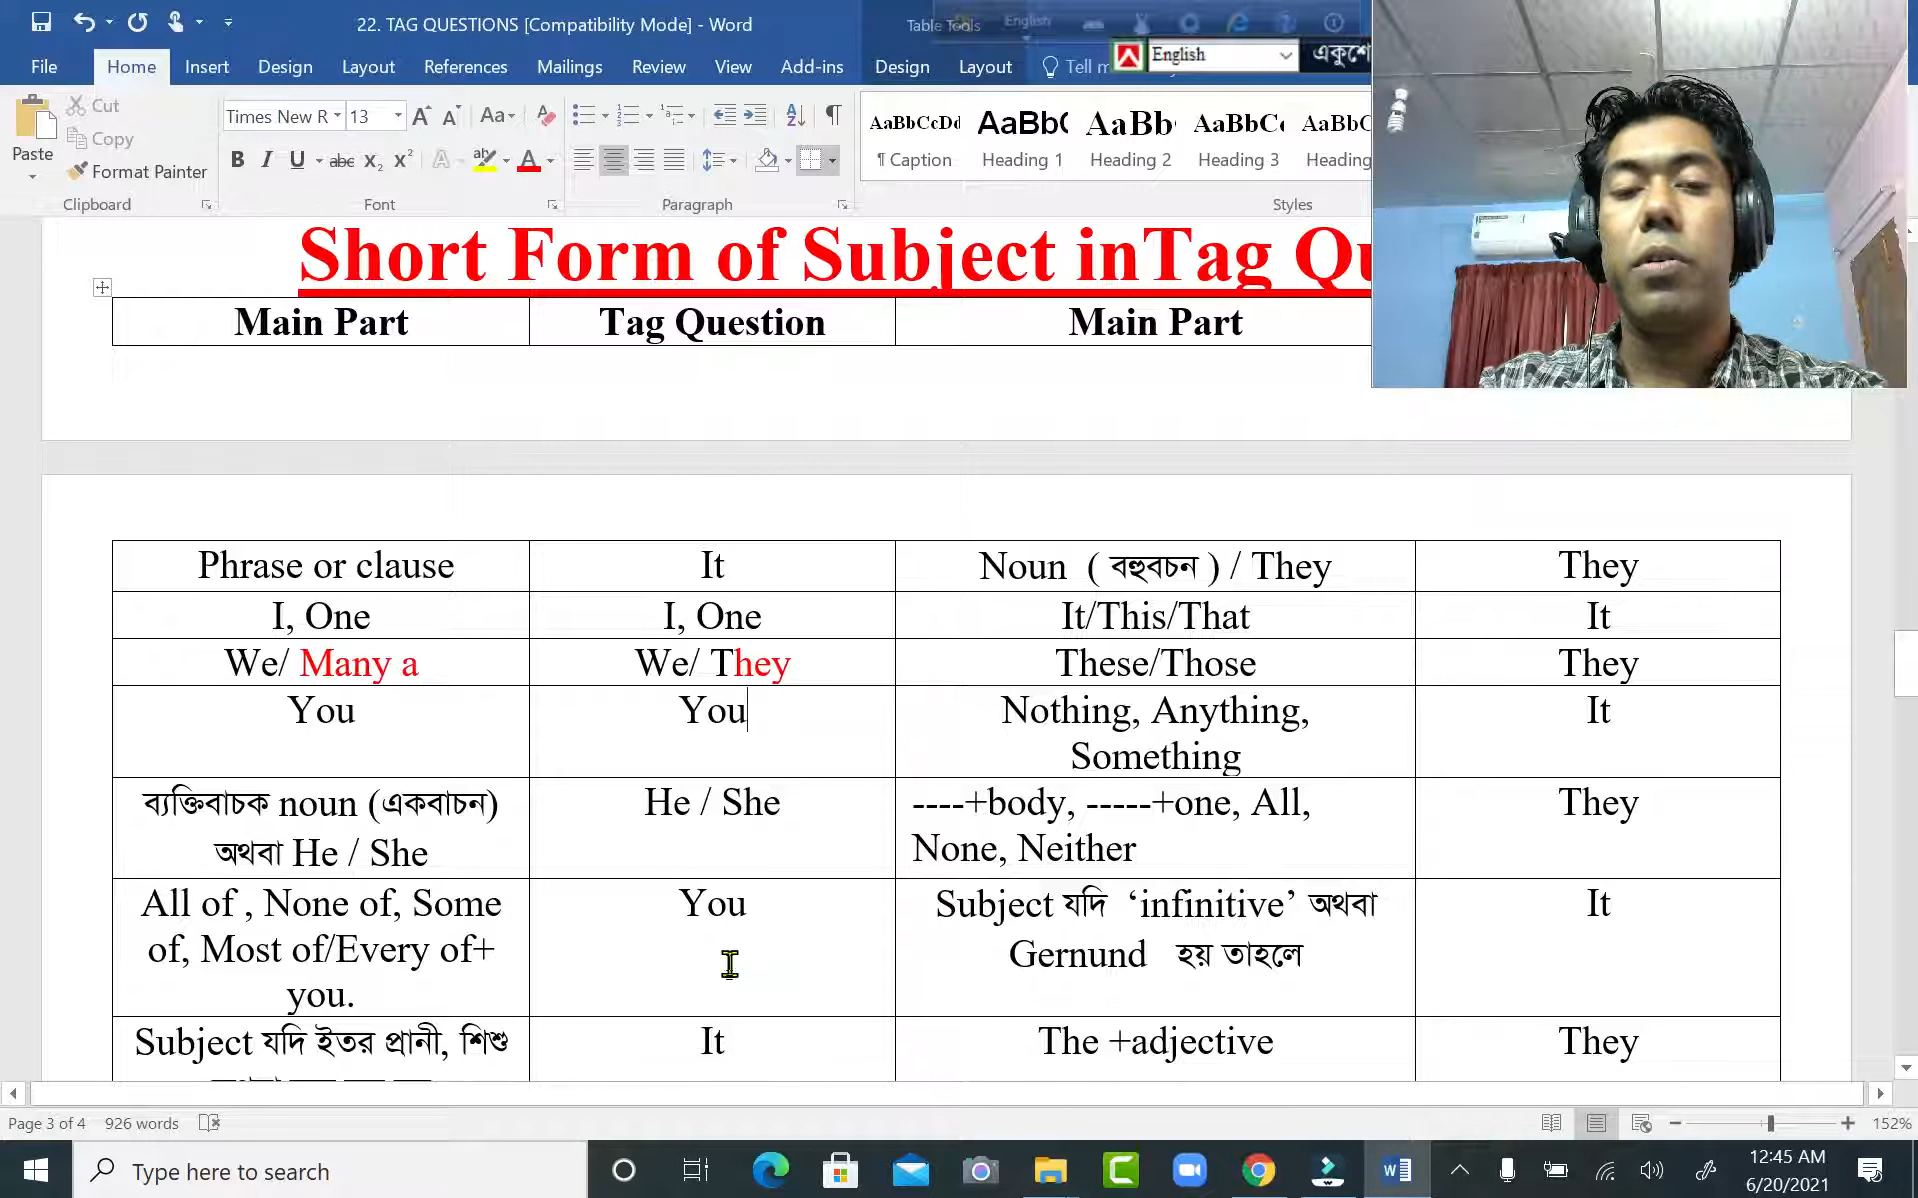 22. TAG QUESTIONS [Compatibility Mode] - Word
Table Tools
English
English
একুশে
File Home Insert Design Layout References Mailings Review View Add-ins Design Layout Tell
Cut
Copy
Paste
Format Painter
Times New R 13
AaBbCcDd AaBb AaBb AaBbC AaBbC
¶ Caption Heading 1 Heading 2 Heading 3 Heading
Clipboard Font Paragraph Styles
Short Form of Subject inTag Qu
Main Part Tag Question Main Part
Phrase or clause It Noun ( বহুবচন ) / They They
I, One I, One It/This/That It
We/ Many a We/ They These/Those They
You You Nothing, Anything, It
Something
ব্যক্তিবাচক noun (একবাচন) He / She ----+body, -----+one, All, They
অথবা He / She None, Neither
All of , None of, Some You Subject যদি ‘infinitive’ অথবা It
of, Most of/Every of+ Gernund হয় তাহলে
you.
Subject যদি ইতর প্রানী, শিশু It The +adjective They
Page 3 of 4 926 words 152%
Type here to search
12:45 AM
6/20/2021